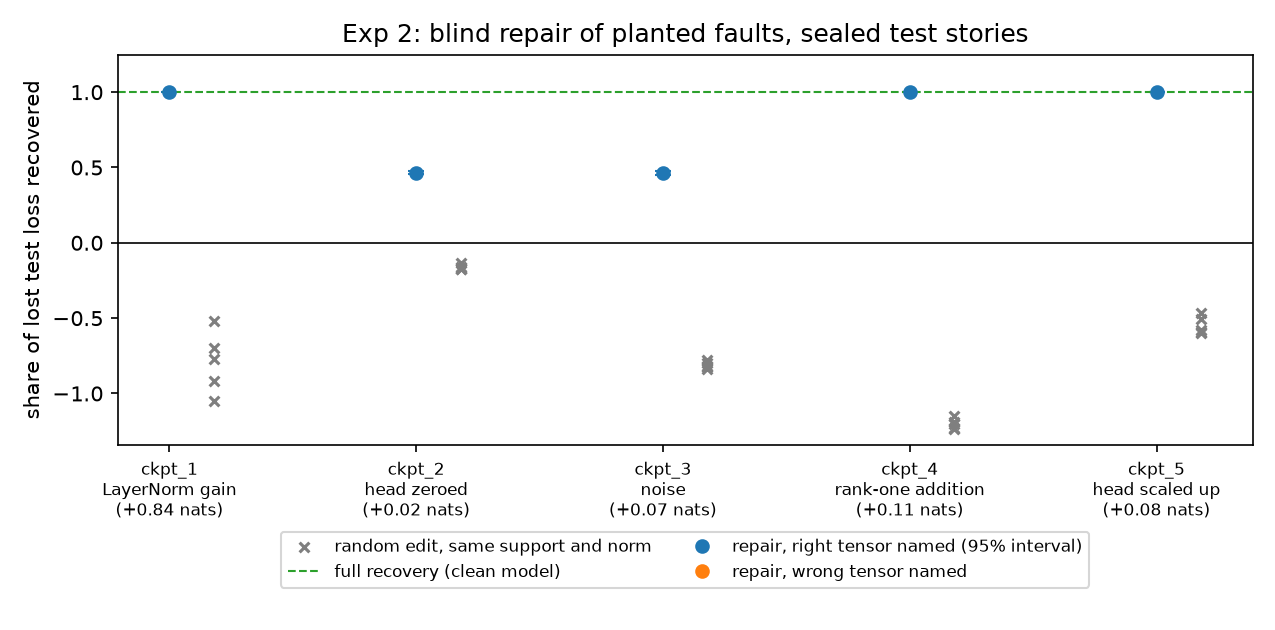 Exp 2: blind repair of planted faults, sealed test stories
share of lost test loss recovered
1.0
0.5
0.0
−0.5
−1.0
ckpt_1
LayerNorm gain
(+0.84 nats)
ckpt_2
head zeroed
(+0.02 nats)
ckpt_3
noise
(+0.07 nats)
ckpt_4
rank-one addition
(+0.11 nats)
ckpt_5
head scaled up
(+0.08 nats)
random edit, same support and norm
full recovery (clean model)
repair, right tensor named (95% interval)
repair, wrong tensor named